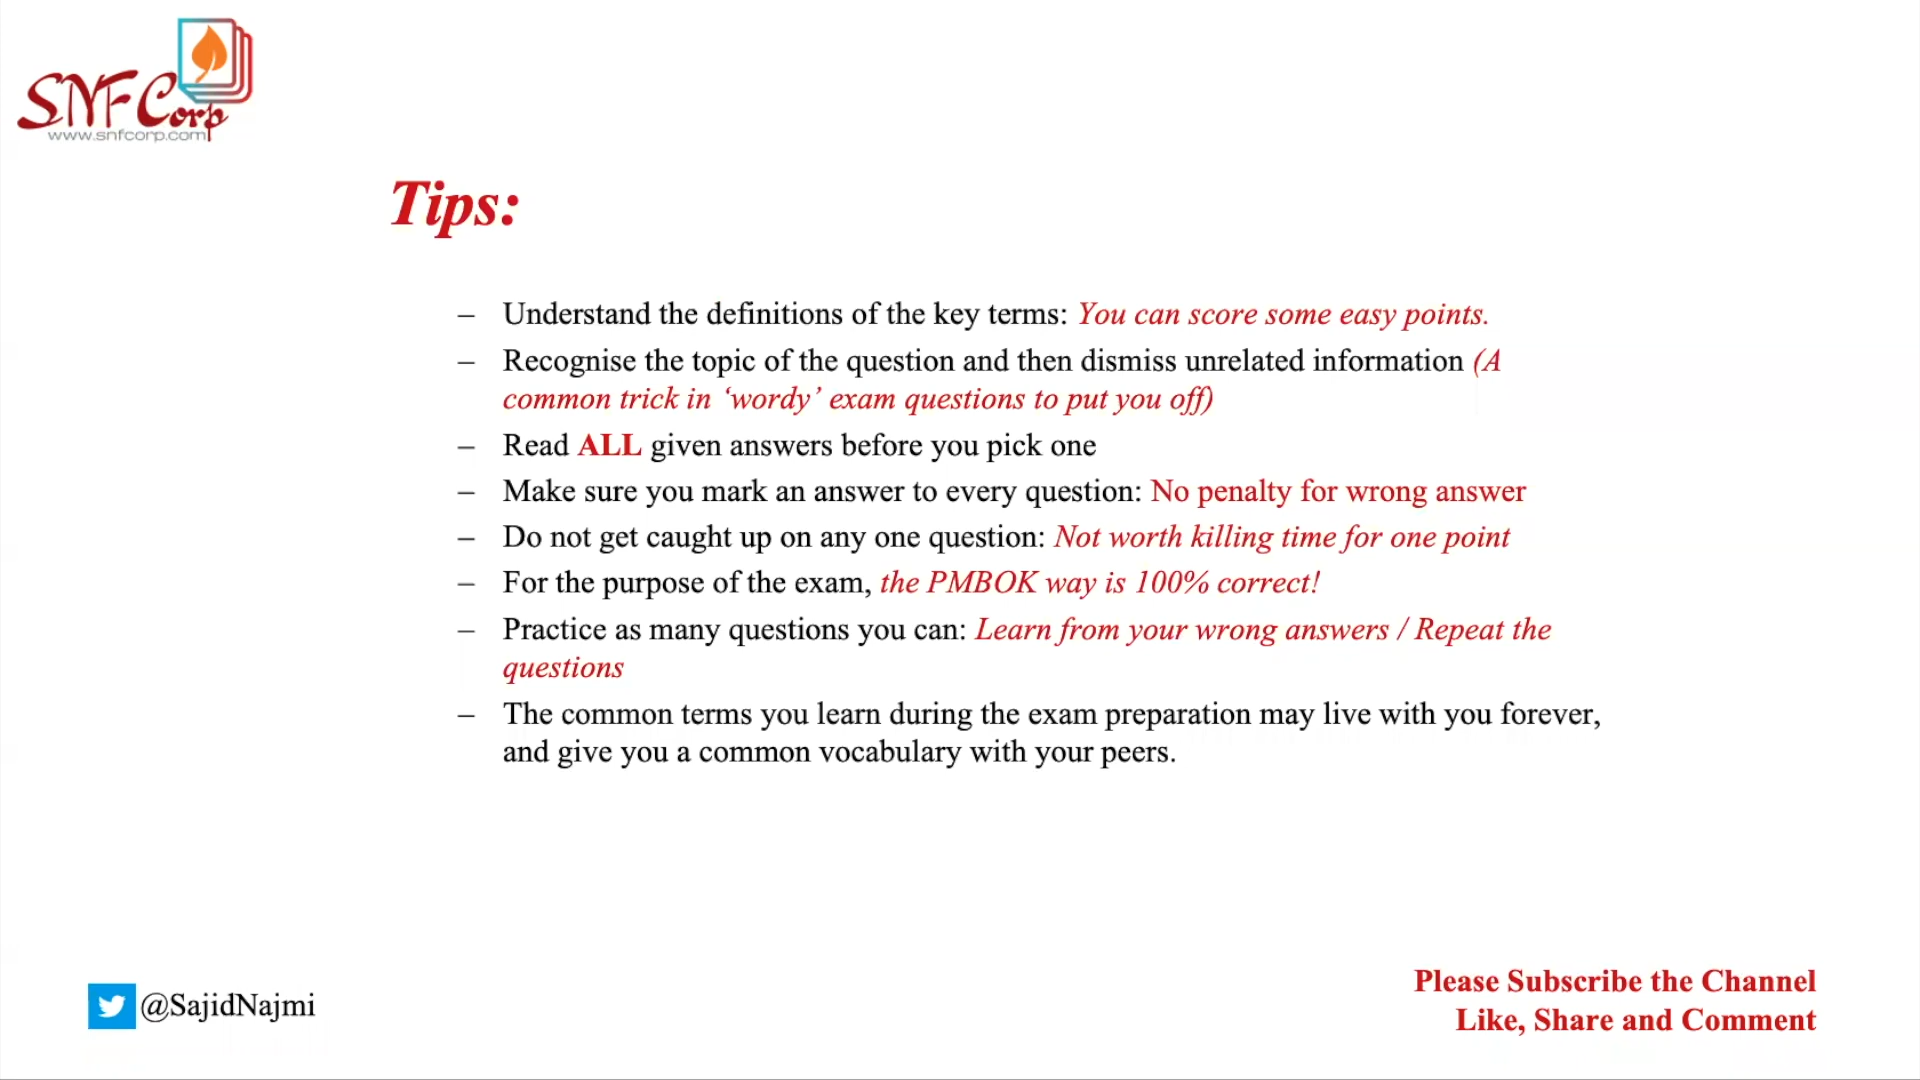 SNF Corp
www.snfcorp.com
Tips:
– Understand the definitions of the key terms: You can score some easy points.
– Recognise the topic of the question and then dismiss unrelated information (A
common trick in ‘wordy’ exam questions to put you off)
– Read ALL given answers before you pick one
– Make sure you mark an answer to every question: No penalty for wrong answer
– Do not get caught up on any one question: Not worth killing time for one point
– For the purpose of the exam, the PMBOK way is 100% correct!
– Practice as many questions you can: Learn from your wrong answers / Repeat the
questions
– The common terms you learn during the exam preparation may live with you forever,
and give you a common vocabulary with your peers.
@SajidNajmi
Please Subscribe the Channel
Like, Share and Comment